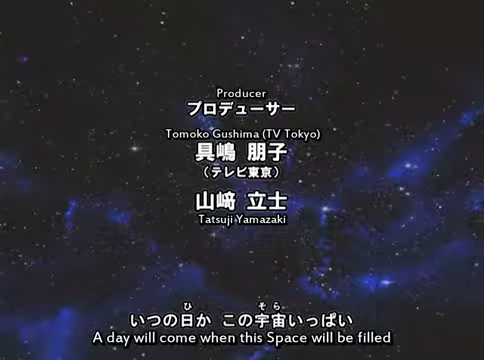 Producer
プロデューサー
Tomoko Gushima (TV Tokyo)
具嶋 朋子
(テレビ東京)
山﨑 立士
Tatsuji Yamazaki
ひ そら
いつの日か この宇宙いっぱい
A day will come when this Space will be filled